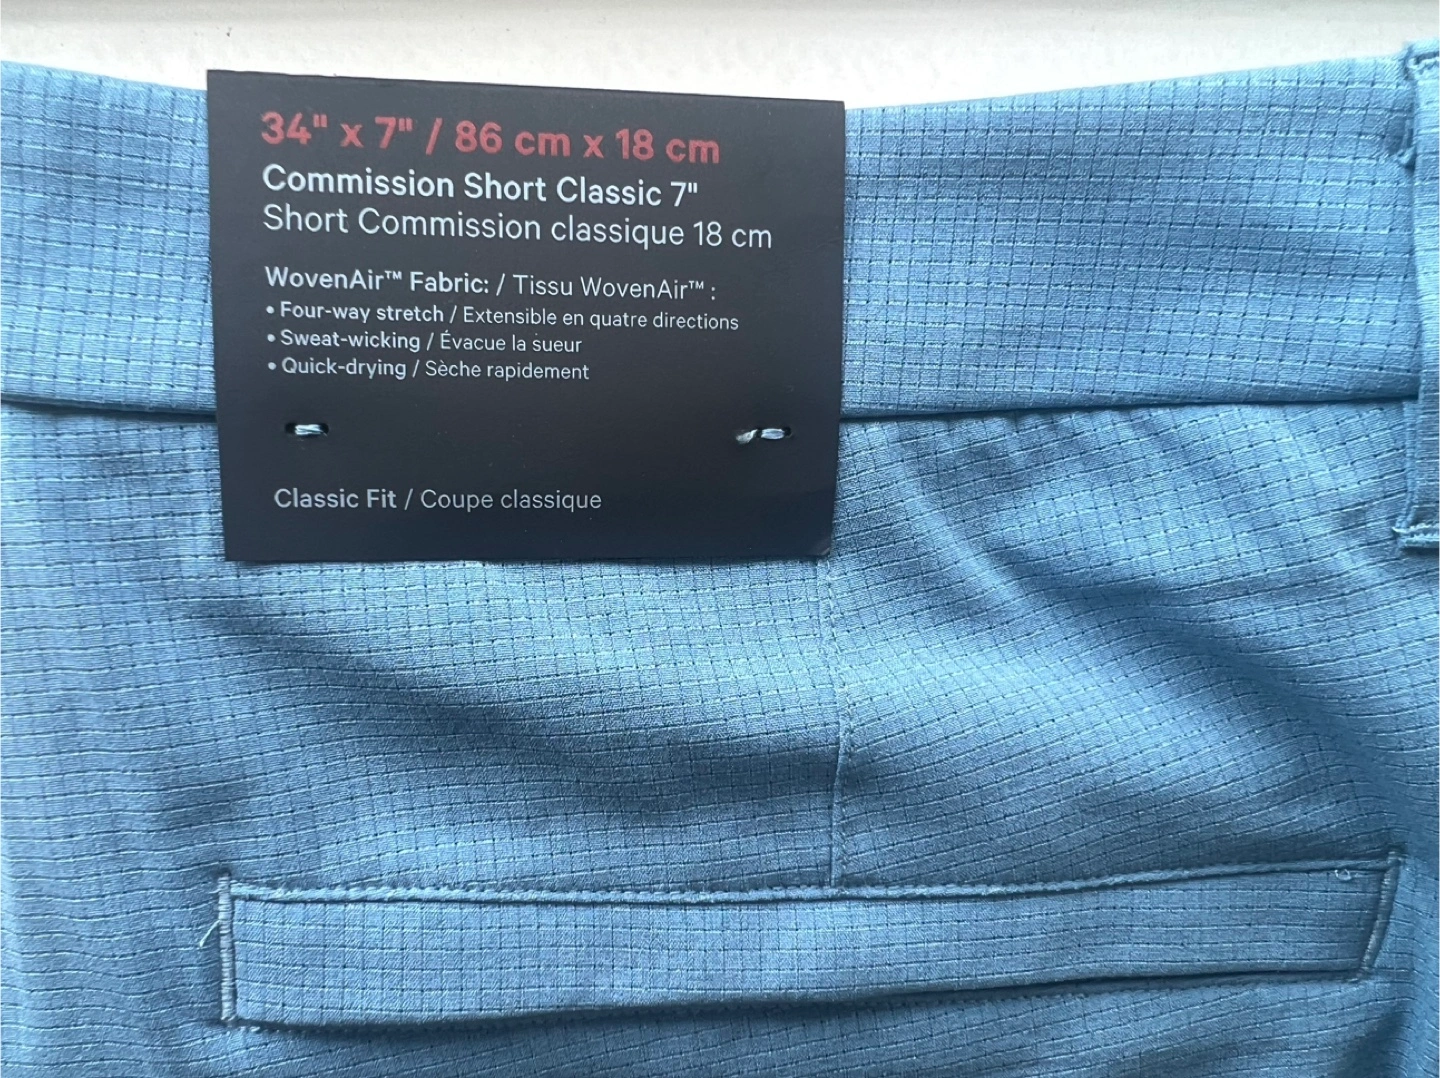 34" x 7" / 86 cm x 18 cm
Commission Short Classic 7"
Short Commission classique 18 cm
WovenAir™ Fabric: / Tissu WovenAir™ :
• Four-way stretch / Extensible en quatre directions
• Sweat-wicking / Évacue la sueur
• Quick-drying / Sèche rapidement
Classic Fit / Coupe classique